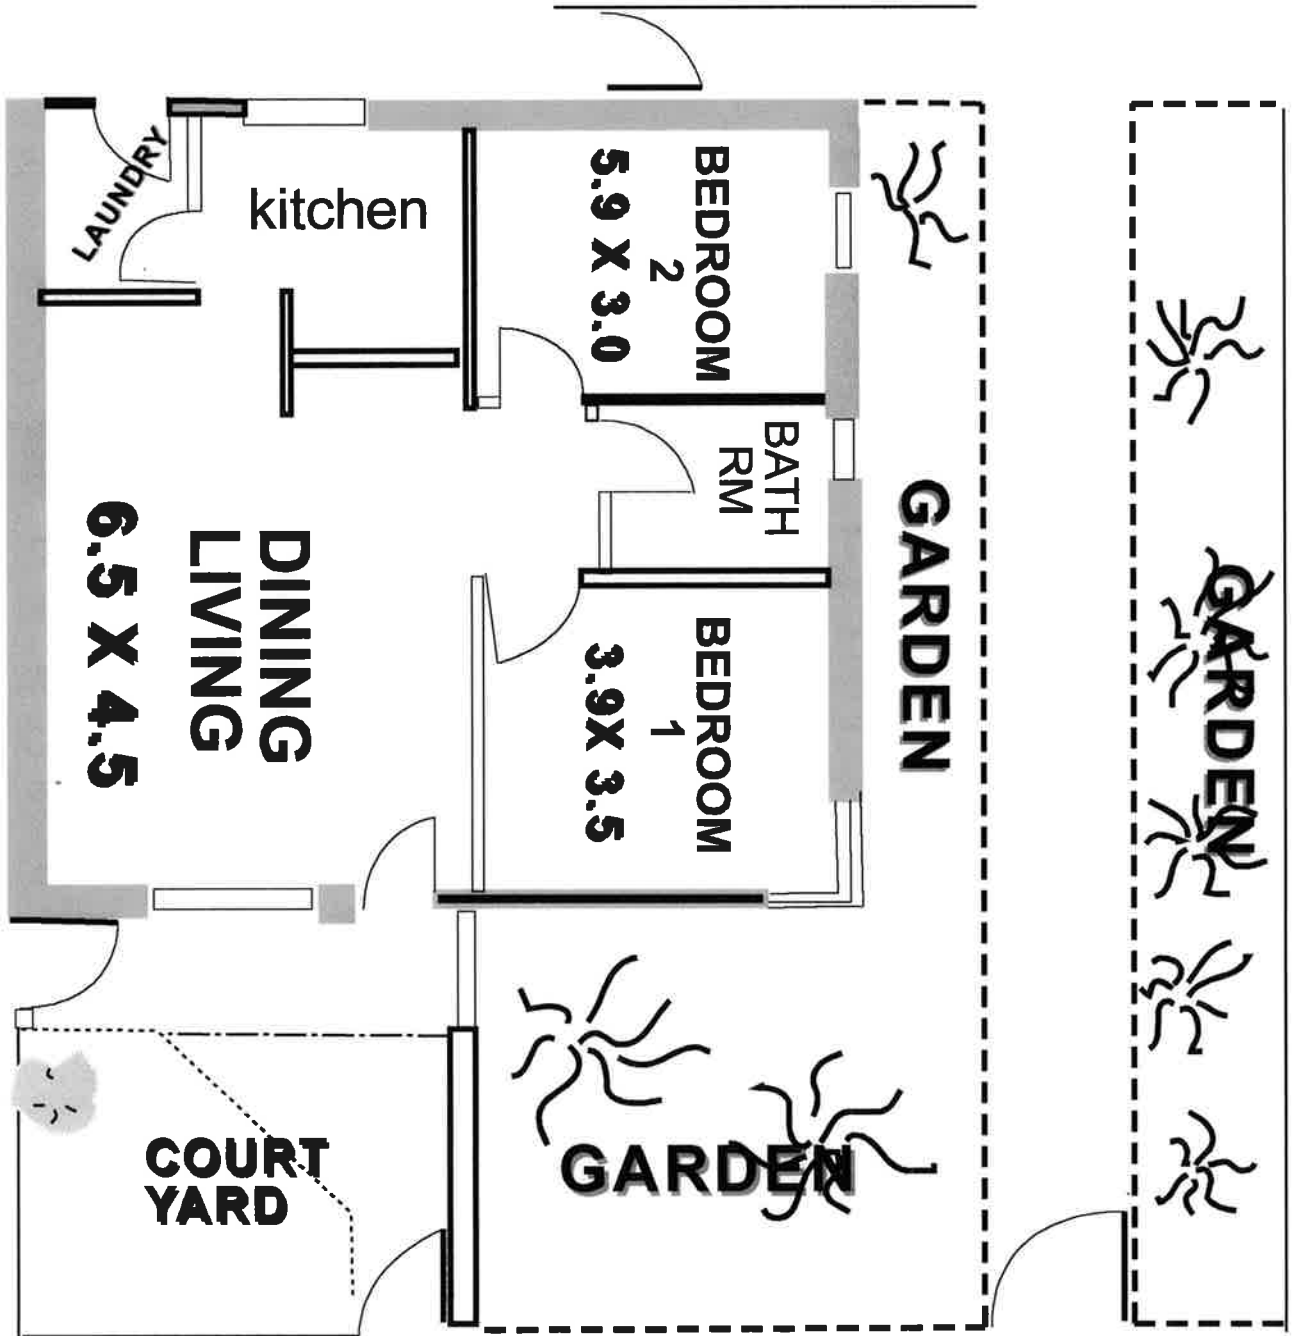 LAUNDRY
kitchen
BEDROOM
2
5.9 X 3.0
BATH
RM
DINING
LIVING
6.5 X 4.5
BEDROOM
1
3.9X 3.5
GARDEN
GARDEN
COURT
YARD
GARDEN